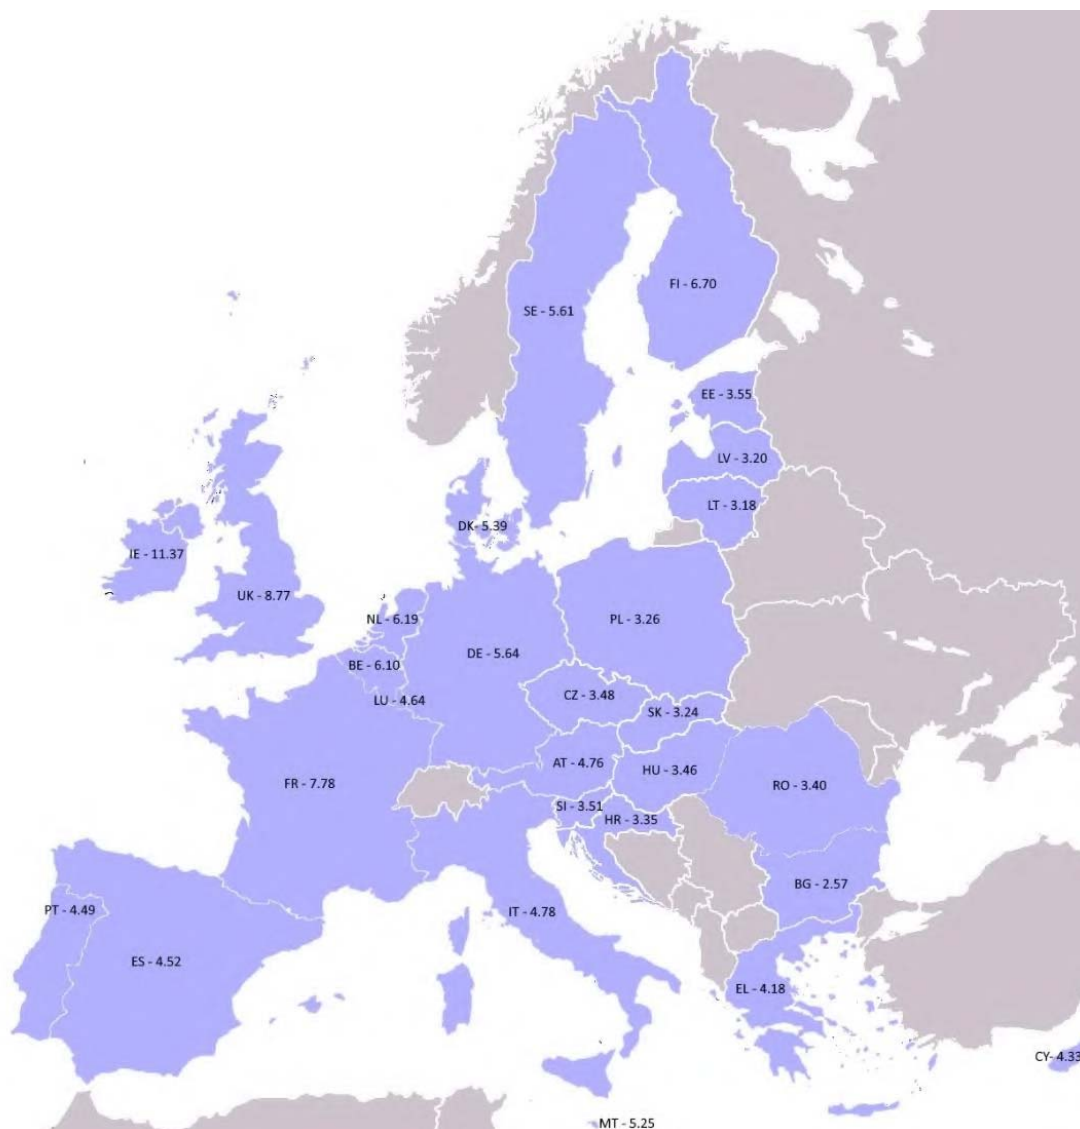 FI - 6.70
SE - 5.61
EE - 3.55
LV - 3.20
LT - 3.18
DK- 5.39
IE - 11.37
UK - 8.77
NL - 6.19
PL - 3.26
DE - 5.64
BE - 6.10
CZ - 3.48
LU - 4.64
SK - 3.24
AT - 4.76
HU - 3.46
FR - 7.78
RO - 3.40
SI - 3.51
HR - 3.35
BG - 2.57
PT - 4.49
IT - 4.78
ES - 4.52
EL - 4.18
CY- 4.33
MT - 5.25